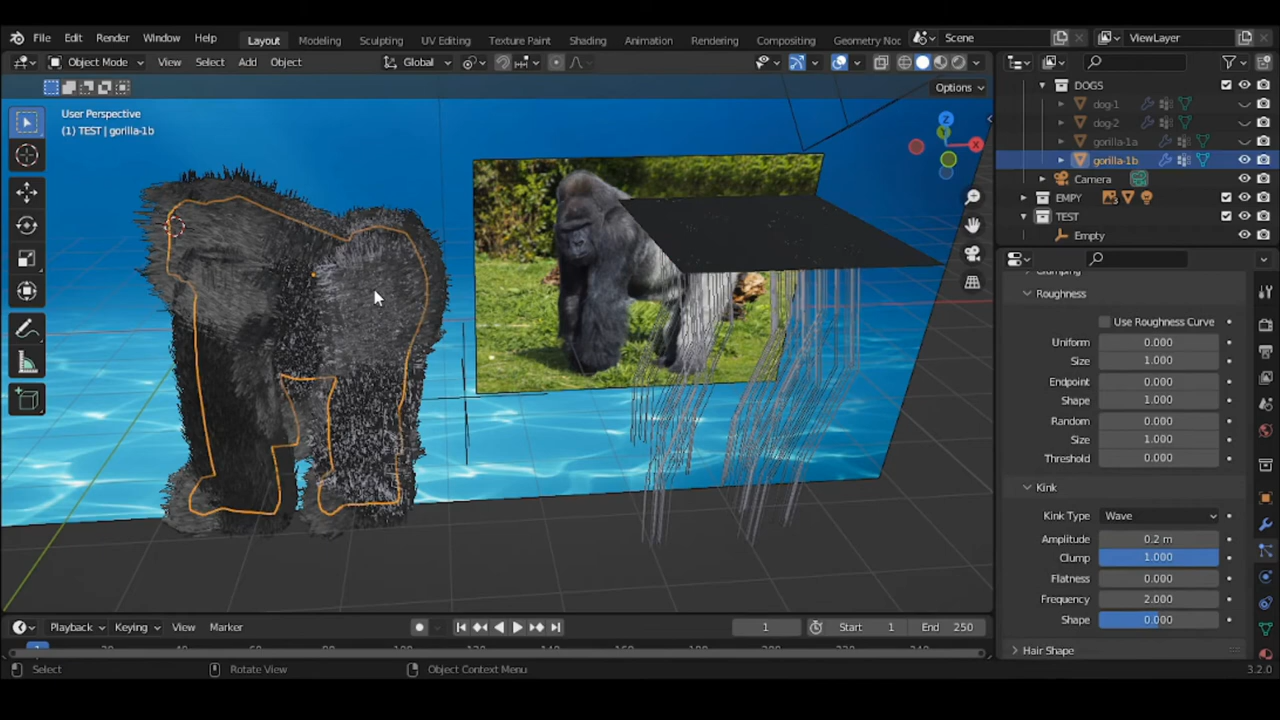 File Edit Render Window Help Layout Modeling Sculpting UV Editing Texture Paint Shading Animation Rendering Compositing Geometry Noc Scene ViewLayer
Object Mode View Select Add Object Global
Options
User Perspective
(1) TEST | gorilla-1b
Z
Y
X
DOGS
dog-1
dog-2
gorilla-1a
gorilla-1b
Camera
EMPY
TEST
Empty
Roughness
Use Roughness Curve
Uniform 0.000
Size 1.000
Endpoint 0.000
Shape 1.000
Random 0.000
Size 1.000
Threshold 0.000
Kink
Kink Type Wave
Amplitude 0.2 m
Clump 1.000
Flatness 0.000
Frequency 2.000
Shape 0.000
Hair Shape
Playback Keying View Marker 1 Start 1 End 250
1
Select Rotate View Object Context Menu 3.2.0